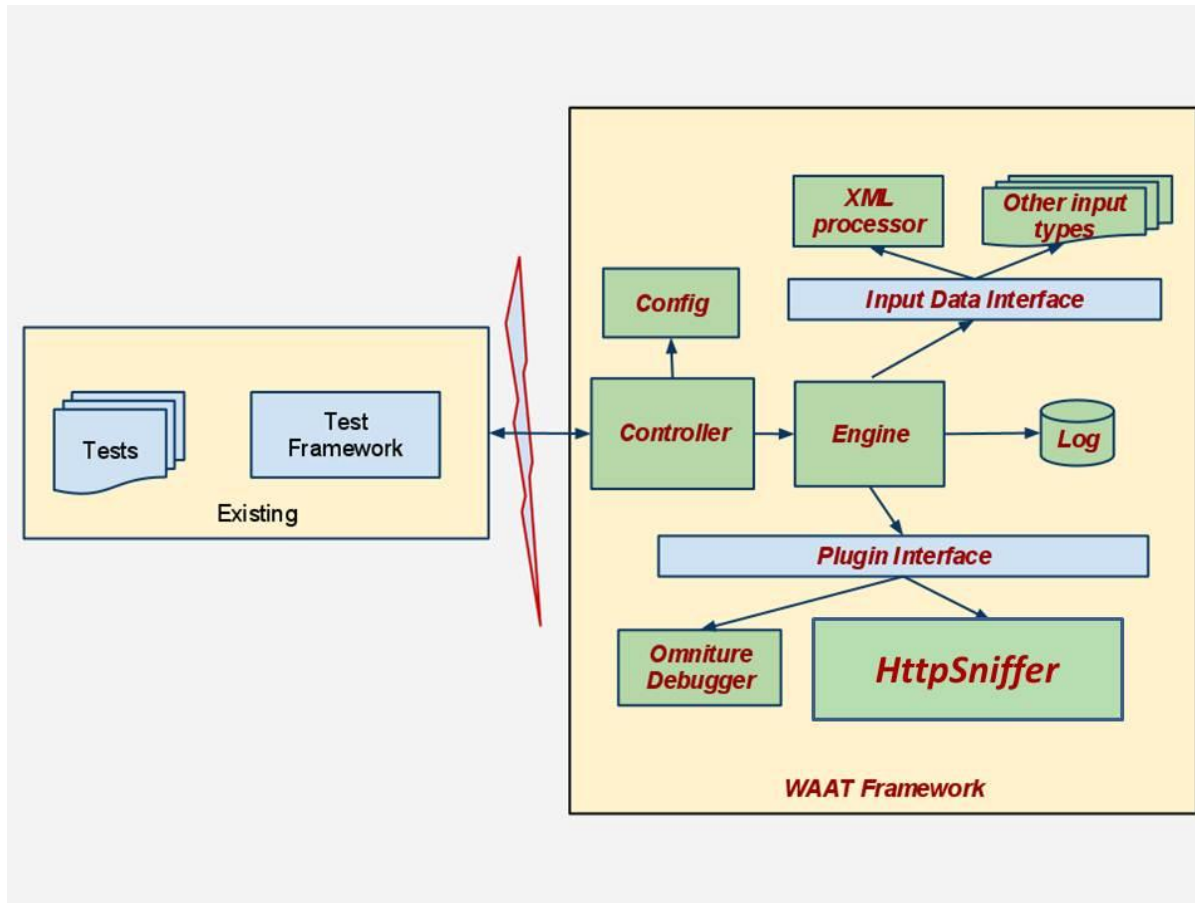 XML
processor
Other input
types
Input Data Interface
Config
Controller
Engine
Log
Tests
Test
Framework
Existing
Plugin Interface
Omniture
Debugger
HttpSniffer
WAAT Framework